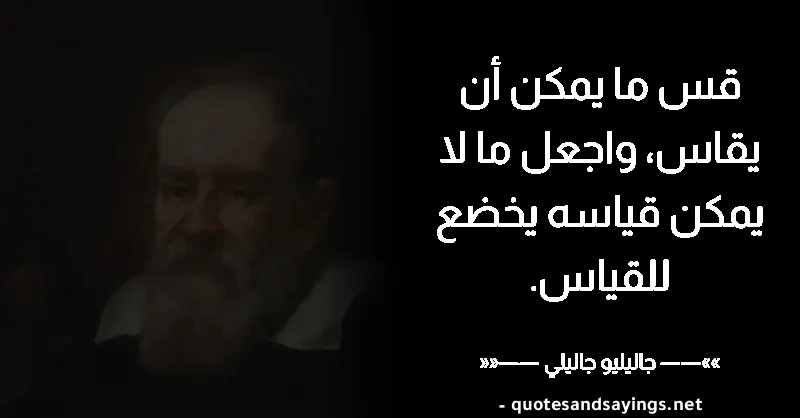 قس ما يمكن أن
يقاس، واجعل ما لا
يمكن قياسه يخضع
للقياس.
»»—— جاليليو جاليلي ——««
- quotesandsayings.net